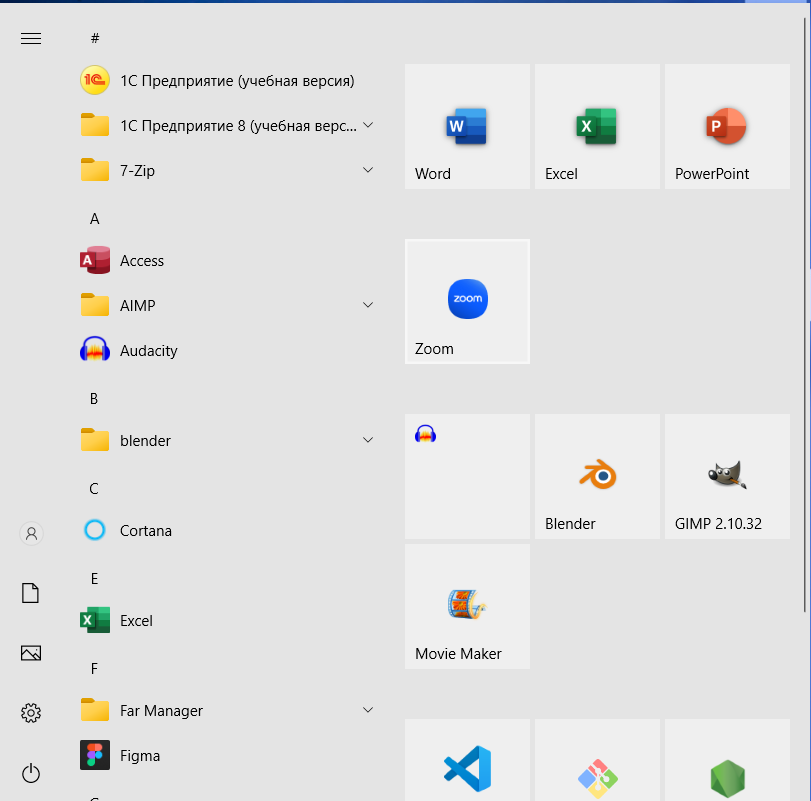 #
1С Предприятие (учебная версия)
1С Предприятие 8 (учебная верс...
7-Zip
A
Access
AIMP
Audacity
B
blender
C
Cortana
E
Excel
F
Far Manager
Figma
Word
Excel
PowerPoint
zoom
Zoom
Blender
GIMP 2.10.32
Movie Maker